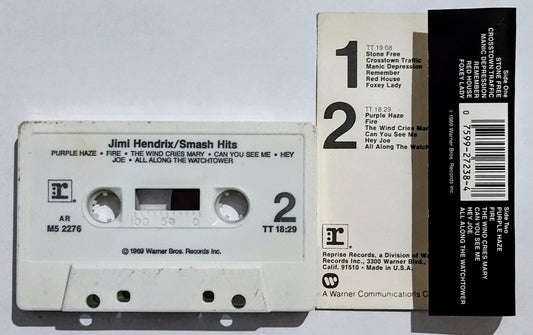 Jimi Hendrix/Smash Hits
PURPLE HAZE • FIRE • THE WIND CRIES MARY • CAN YOU SEE ME • HEY
JOE • ALL ALONG THE WATCHTOWER
r
AR
MS 2276
100 50 0
2
TT 18:29
℗ 1969 Warner Bros. Records Inc.
1
TT 19:08
Stone Free
Crosstown Traffic
Manic Depression
Remember
Red House
Foxey Lady
2
TT 18:29
Purple Haze
Fire
The Wind Cries Mary
Can You See Me
Hey Joe
All Along the
r
Reprise Records, a Division of
Records Inc., 3300 Warner Blvd.,
Calif. 91510 • Made in U.S.A.
A Warner Communications
Side One
STONE FREE
CROSSTOWN TRAFFIC
MANIC DEPRESSION
REMEMBER
RED HOUSE
FOXEY LADY
℗ 1969 Warner Bros. Records Inc.
0 7599-27238-4
Side Two
PURPLE HAZE
FIRE
THE WIND CRIES MARY
CAN YOU SEE ME
HEY JOE
ALL ALONG THE WATCHTOWER